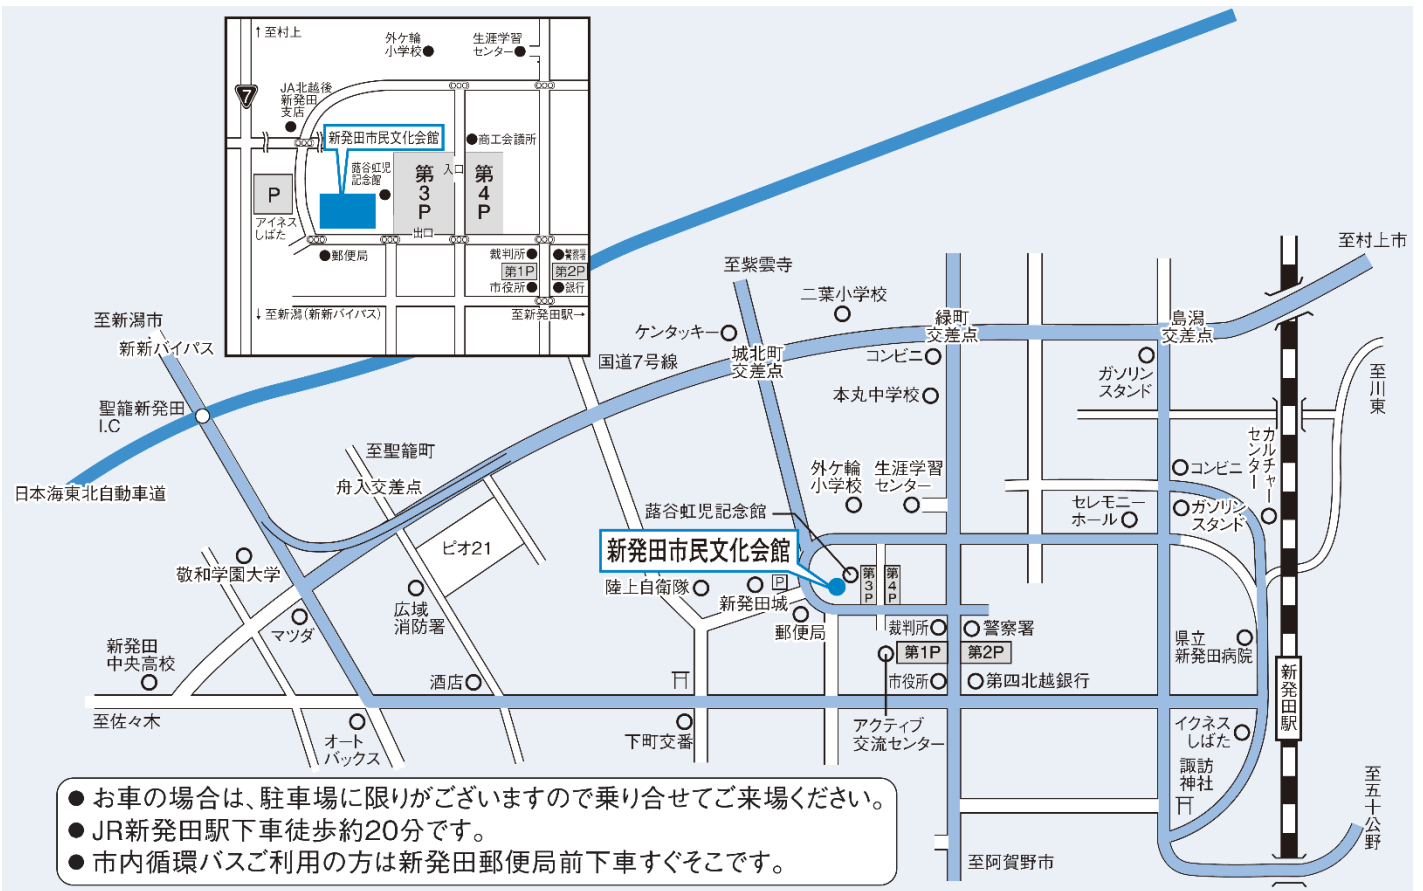 ↑至村上
外ケ輪
小学校
生涯学習
センター
7
JA北越後
新発田
支店
新発田市民文化会館
商工会議所
蕗谷虹児
記念館
第3P
入口
第4P
P
アイネス
しばた
出口
郵便局
裁判所
警察署
第1P
第2P
市役所
銀行
↓至新潟(新新バイパス)
至新発田駅→
至新潟市
新新バイパス
聖籠新発田
I.C
日本海東北自動車道
至紫雲寺
二葉小学校
ケンタッキー
国道7号線
城北町
交差点
緑町
交差点
コンビニ
本丸中学校
島潟
交差点
至村上市
ガソリン
スタンド
至川東
カルチャー
センター
至聖籠町
舟入交差点
ピオ21
外ケ輪
小学校
生涯学習
センター
コンビニ
セレモニー
ホール
ガソリン
スタンド
蕗谷虹児記念館
新発田市民文化会館
敬和学園大学
広域
消防署
陸上自衛隊
新発田城
P
郵便局
第3P
第4P
マツダ
新発田
中央高校
裁判所
警察署
第1P
第2P
市役所
第四北越銀行
県立
新発田病院
新発田駅
酒店
至佐々木
オート
バックス
下町交番
アクティブ
交流センター
イクネス
しばた
諏訪
神社
至五十公野
至阿賀野市
●お車の場合は、駐車場に限りがございますので乗り合せてご来場ください。
●JR新発田駅下車徒歩約20分です。
●市内循環バスご利用の方は新発田郵便局前下車すぐそこです。